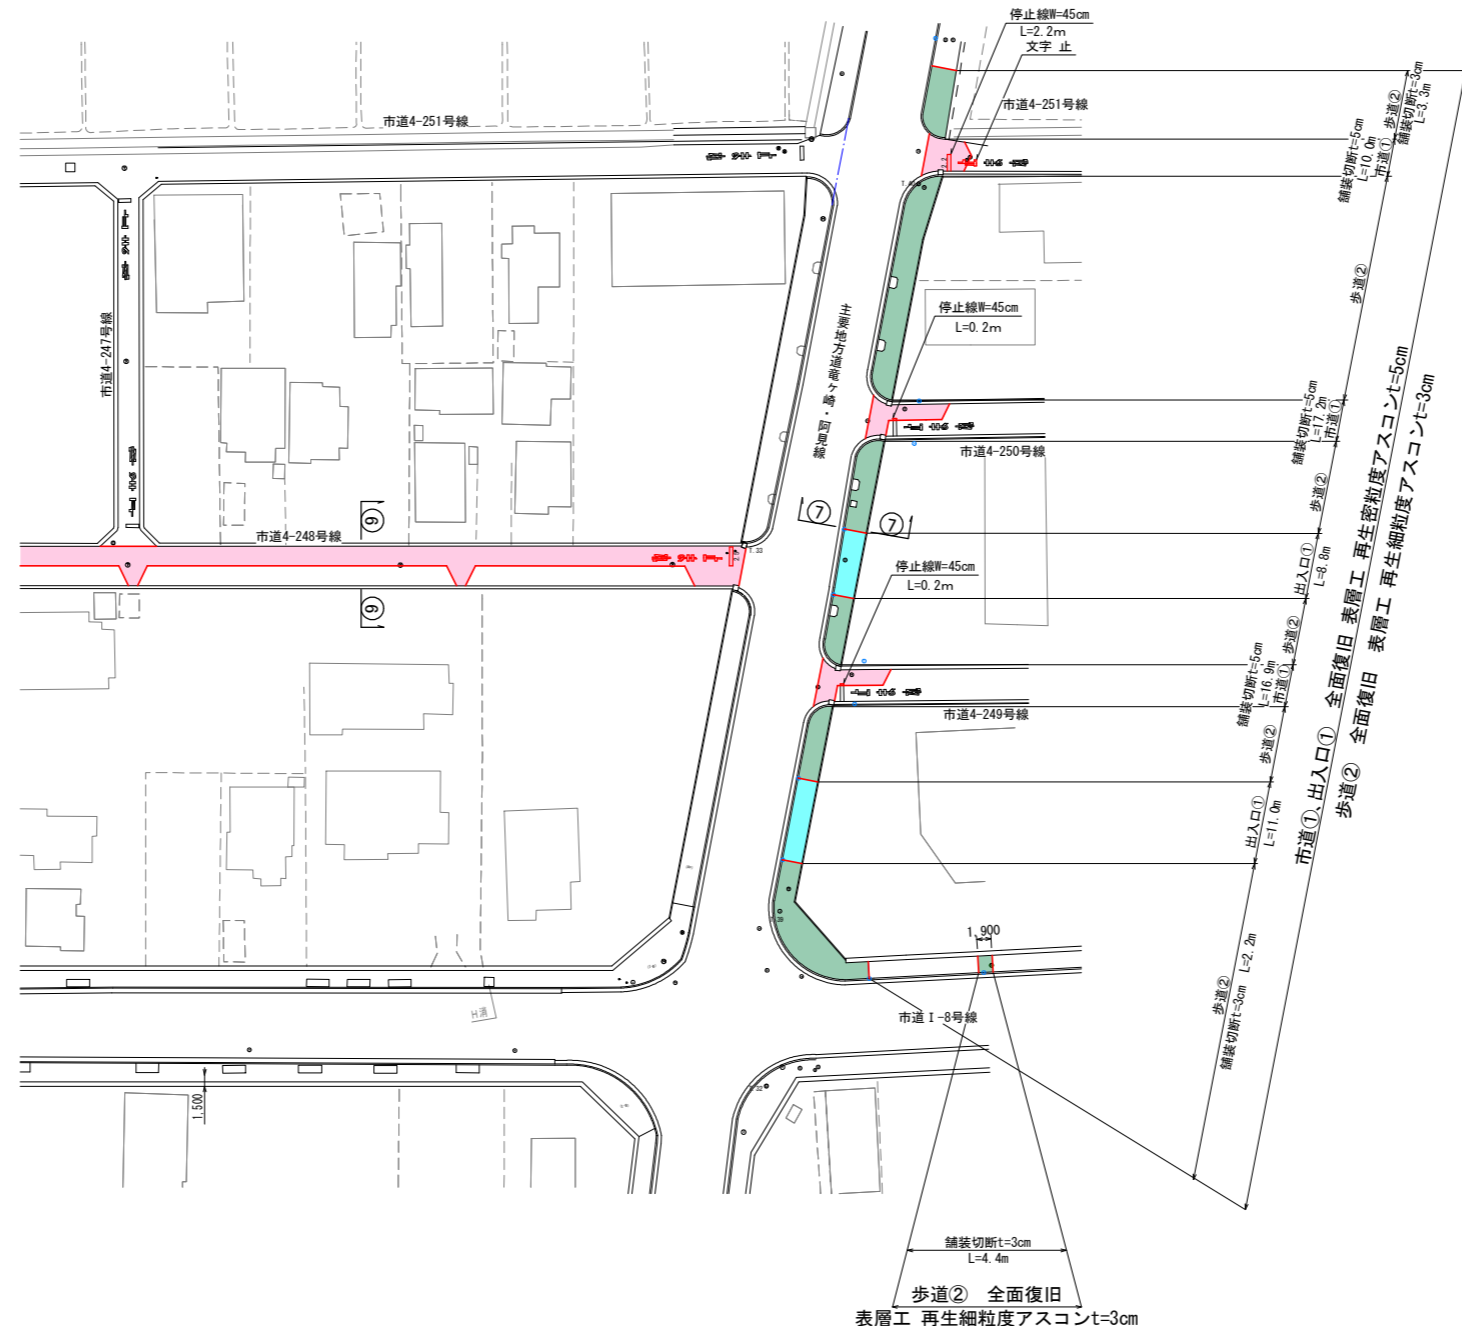 停止線W=45cm
L=2.2m
文字 止
市道4-251号線
市道4-251号線
舗装切断t=3cm
L=3.3m
歩道②
舗装切断t=5cm
L=10.0m
市道①
歩道②
市道4-247号線
主要地方道竜ヶ崎・阿見線
停止線W=45cm
L=0.2m
舗装切断t=5cm
L=17.2m
市道①
市道4-250号線
歩道②
⑦
⑦
出入口①
L=8.8m
市道4-248号線
⑨
⑨
T.33
停止線W=45cm
L=0.2m
歩道②
舗装切断t=5cm
L=16.9m
市道①
市道4-249号線
歩道②
出入口①
L=11.0m
市道①、出入口① 全面復旧 表層工 再生密粒度アスコンt=5cm
歩道② 全面復旧 表層工 再生細粒度アスコンt=3cm
1,900
歩道②
舗装切断t=3cm L=2.2m
市道Ⅰ-8号線
1,500
舗装切断t=3cm
L=4.4m
歩道② 全面復旧
表層工 再生細粒度アスコンt=3cm